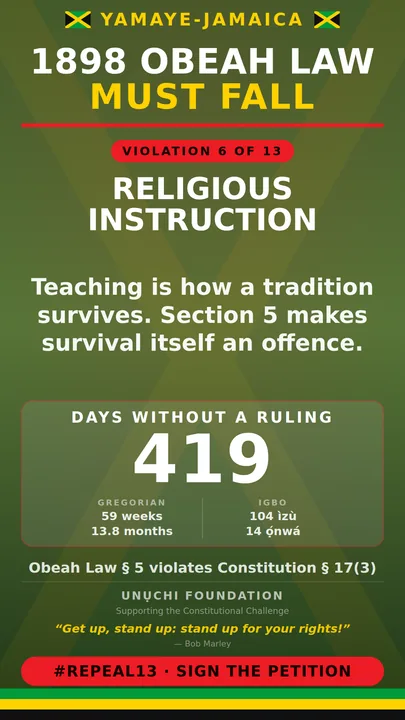 YAMAYE-JAMAICA
1898 OBEAH LAW
MUST FALL
VIOLATION 6 OF 13
RELIGIOUS
INSTRUCTION
Teaching is how a tradition
survives. Section 5 makes
survival itself an offence.
DAYS WITHOUT A RULING
419
GREGORIAN
59 weeks
13.8 months
IGBO
104 ìzù
14 ọ́nwá
Obeah Law § 5 violates Constitution § 17(3)
UNỤCHI FOUNDATION
Supporting the Constitutional Challenge
“Get up, stand up: stand up for your rights!”
— Bob Marley
#REPEAL13 · SIGN THE PETITION